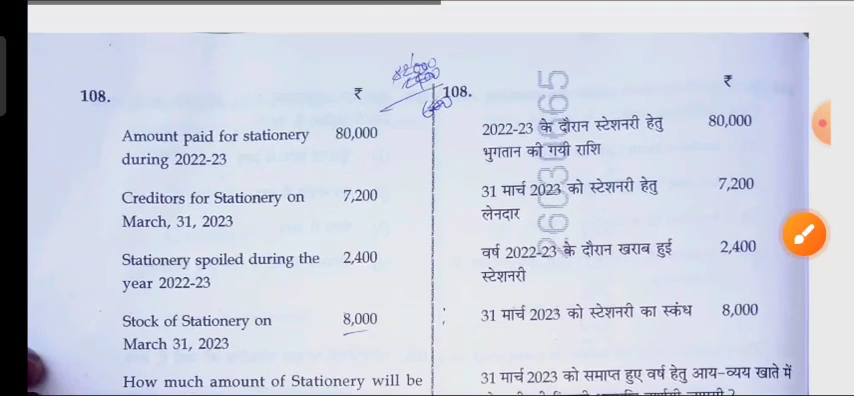 108.
₹
Amount paid for stationery 80,000
during 2022-23
Creditors for Stationery on 7,200
March, 31, 2023
Stationery spoiled during the 2,400
year 2022-23
Stock of Stationery on 8,000
March 31, 2023
How much amount of Stationery will be
108.
₹
2022-23 के दौरान स्टेशनरी हेतु 80,000
भुगतान की गयी राशि
31 मार्च 2023 को स्टेशनरी हेतु 7,200
लेनदार
वर्ष 2022-23 के दौरान खराब हुई 2,400
स्टेशनरी
31 मार्च 2023 को स्टेशनरी का स्कंध 8,000
31 मार्च 2023 को समाप्त हुए वर्ष हेतु आय-व्यय खाते में